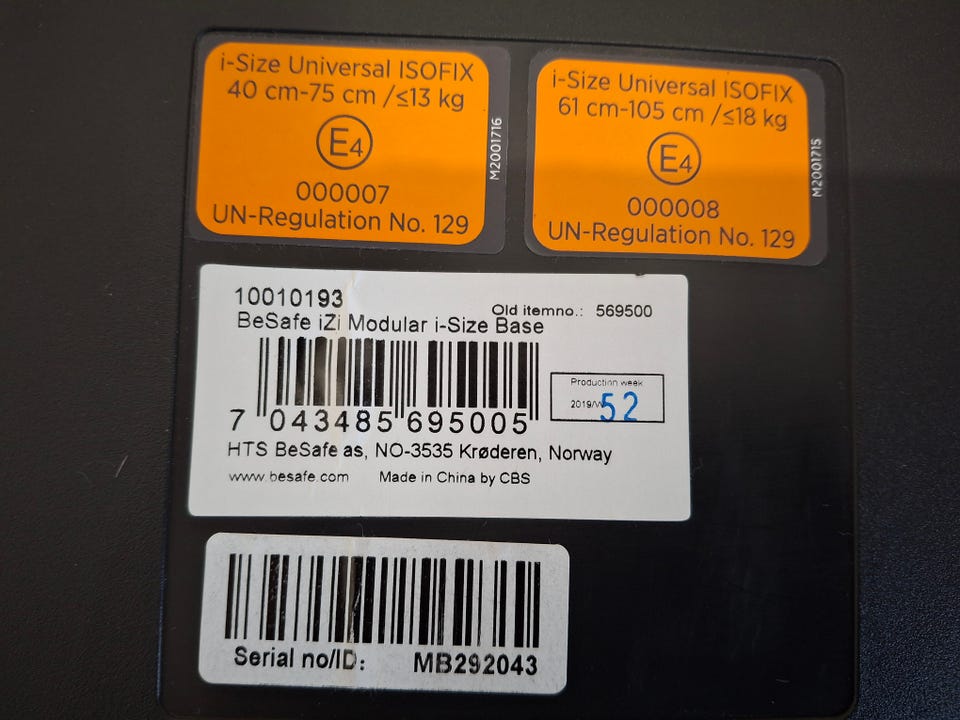 i-Size Universal ISOFIX
40 cm-75 cm /≤13 kg
E4
000007
UN-Regulation No. 129
M2001716
i-Size Universal ISOFIX
61 cm-105 cm /≤18 kg
E4
000008
UN-Regulation No. 129
M2001715
10010193
Old itemno.: 569500
BeSafe iZi Modular i-Size Base
7 043485 695005
Production week
2019/W 52
HTS BeSafe as, NO-3535 Krøderen, Norway
www.besafe.com Made in China by CBS
Serial no/ID: MB292043